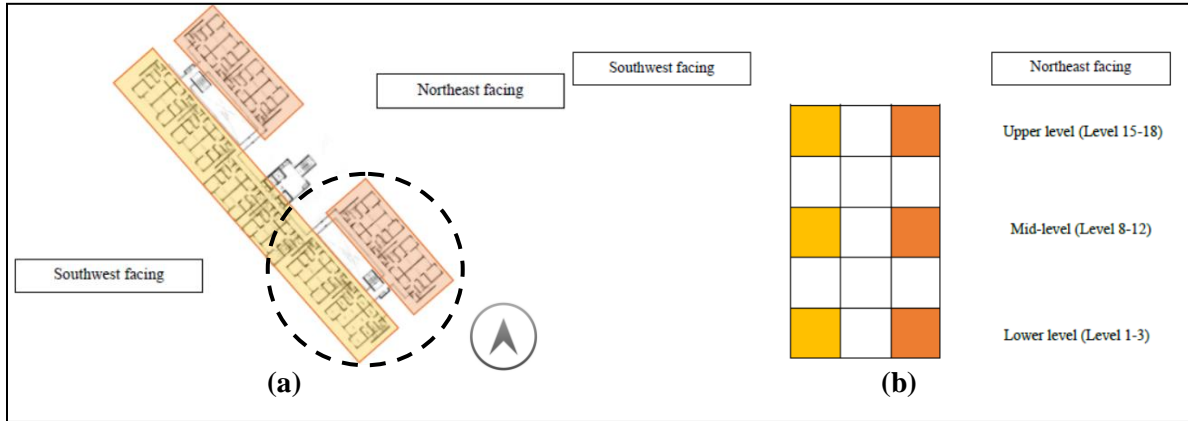 Northeast facing
Southwest facing
(a)
Southwest facing
Northeast facing
Upper level (Level 15-18)
Mid-level (Level 8-12)
Lower level (Level 1-3)
(b)